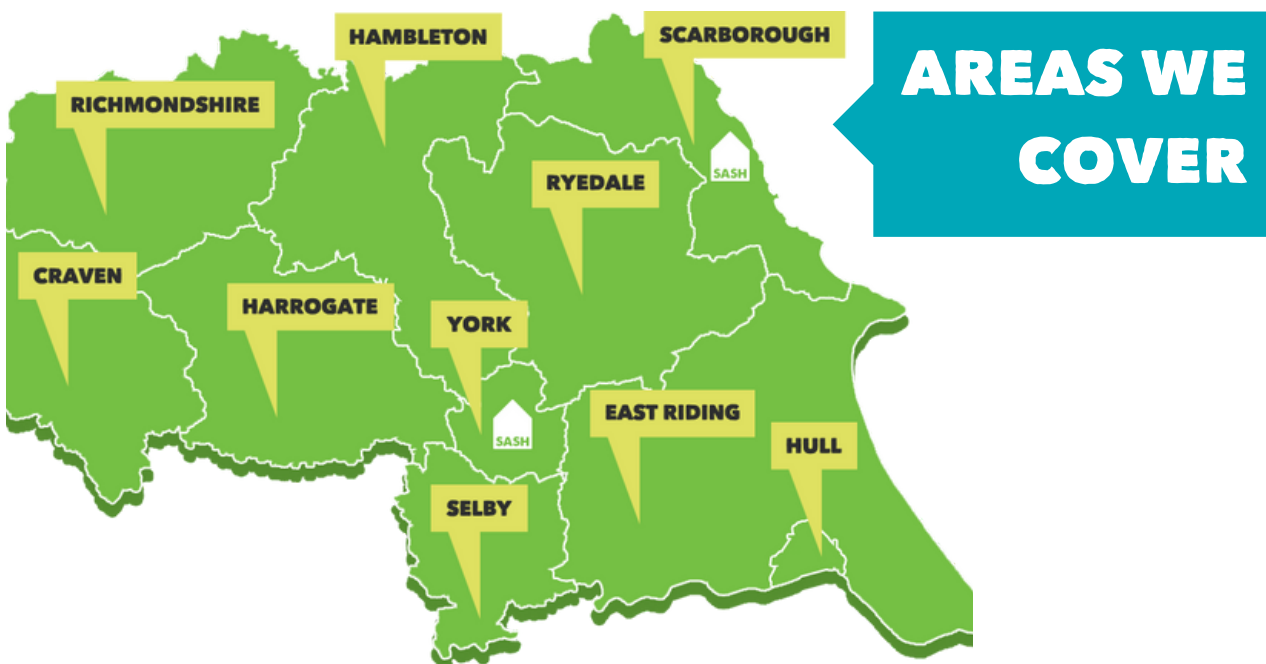 HAMBLETON
SCARBOROUGH
AREAS WE
COVER
RICHMONDSHIRE
SASH
RYEDALE
CRAVEN
HARROGATE
YORK
EAST RIDING
SASH
HULL
SELBY